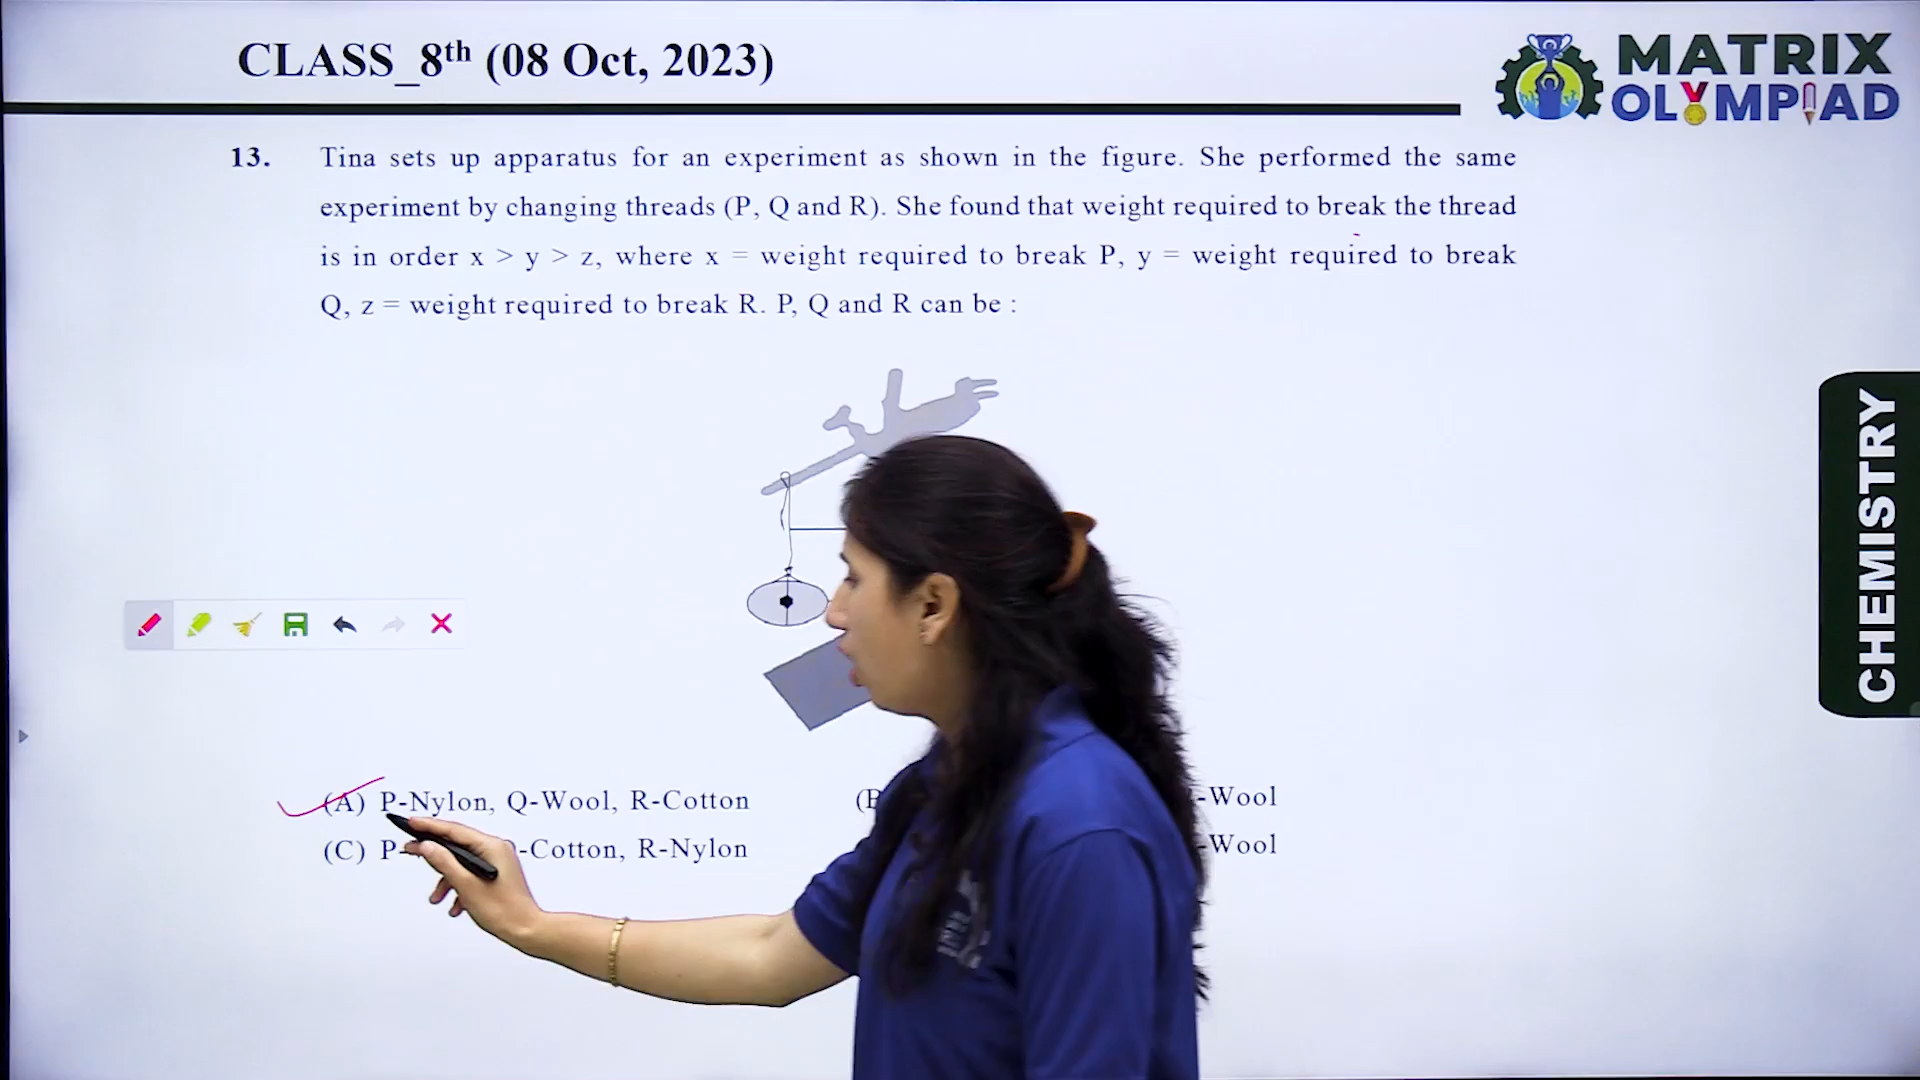 CLASS_8th (08 Oct, 2023)
MATRIX
OLYMPIAD
13. Tina sets up apparatus for an experiment as shown in the figure. She performed the same
experiment by changing threads (P, Q and R). She found that weight required to break the thread
is in order x > y > z, where x = weight required to break P, y = weight required to break
Q, z = weight required to break R. P, Q and R can be :
CHEMISTRY
(A) P-Nylon, Q-Wool, R-Cotton (B -Wool
(C) P- -Cotton, R-Nylon -Wool